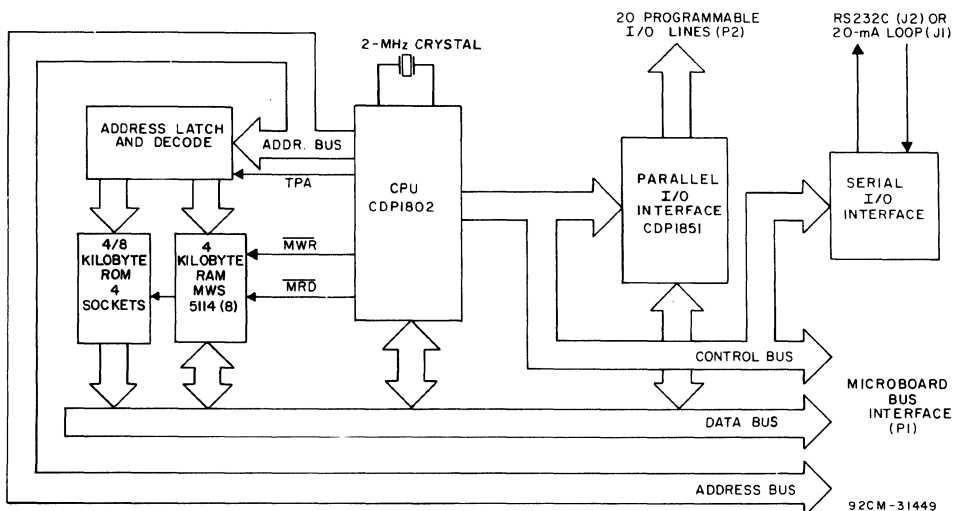 20 PROGRAMMABLE
I/O LINES (P2)
RS232C (J2) OR
20-mA LOOP (J1)
2-MHz CRYSTAL
ADDRESS LATCH
AND DECODE
ADDR. BUS
TPA
CPU
CDP1802
PARALLEL
I/O
INTERFACE
CDP1851
SERIAL
I/O
INTERFACE
4/8
KILOBYTE
ROM
4
SOCKETS
4
KILOBYTE
RAM
MWS
5114 (8)
MWR
MRD
CONTROL BUS
MICROBOARD
BUS
INTERFACE
(P1)
DATA BUS
ADDRESS BUS
92CM-31449